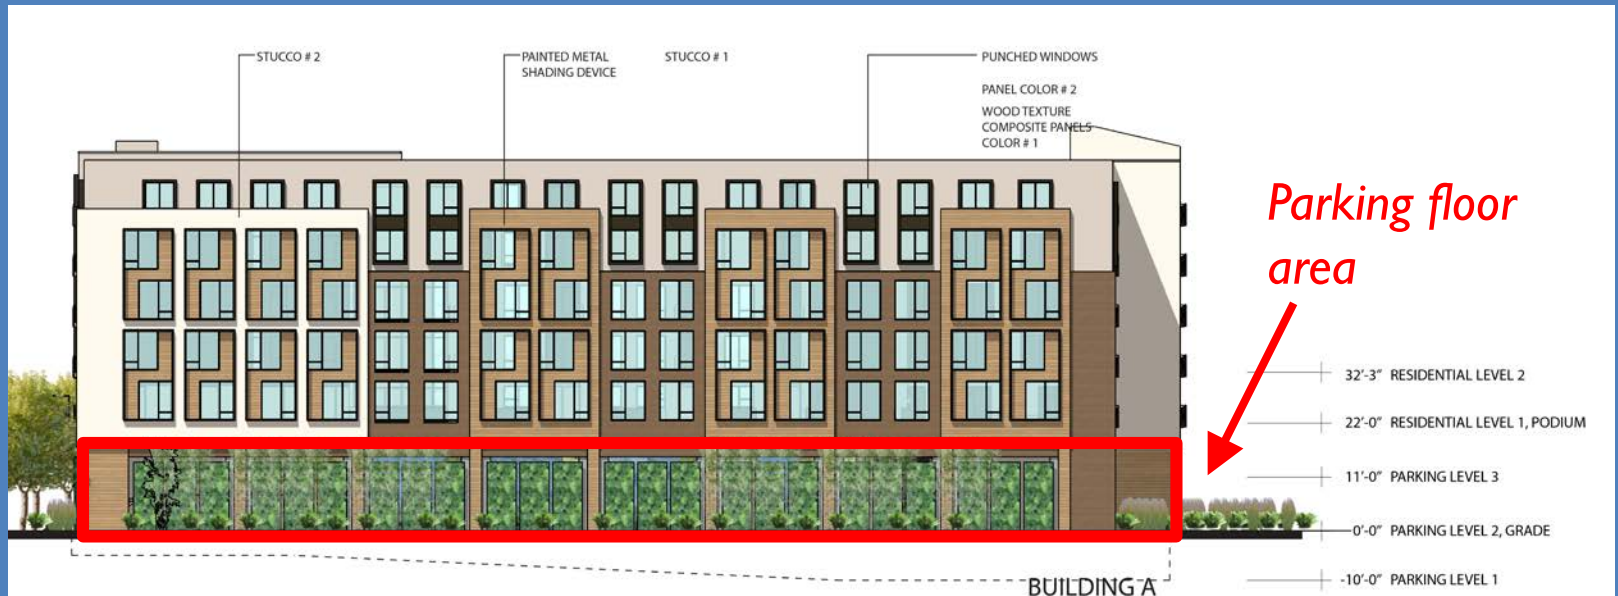 STUCCO # 2
PAINTED METAL
SHADING DEVICE
STUCCO # 1
PUNCHED WINDOWS
PANEL COLOR # 2
WOOD TEXTURE
COMPOSITE PANELS
COLOR # 1
Parking floor
area
32'-3" RESIDENTIAL LEVEL 2
22'-0" RESIDENTIAL LEVEL 1, PODIUM
11'-0" PARKING LEVEL 3
0'-0" PARKING LEVEL 2, GRADE
-10'-0" PARKING LEVEL 1
BUILDING A